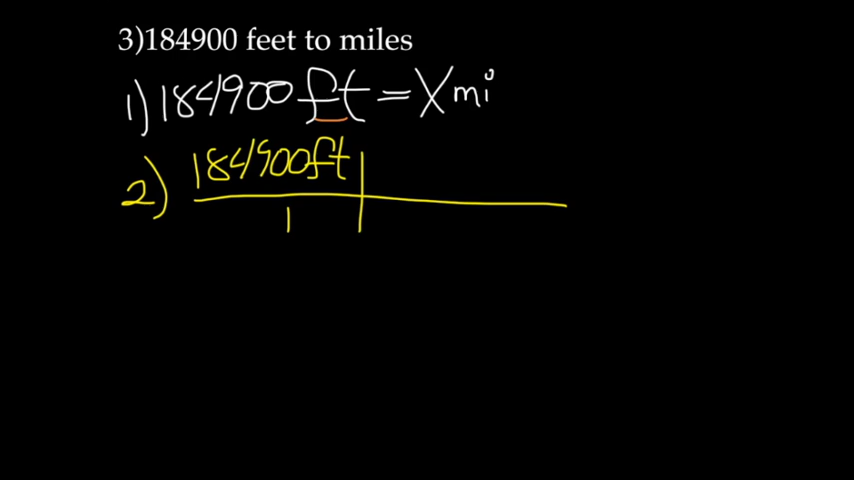 3)184900 feet to miles
1) 184900 ft = X mi
2) 184900ft
1